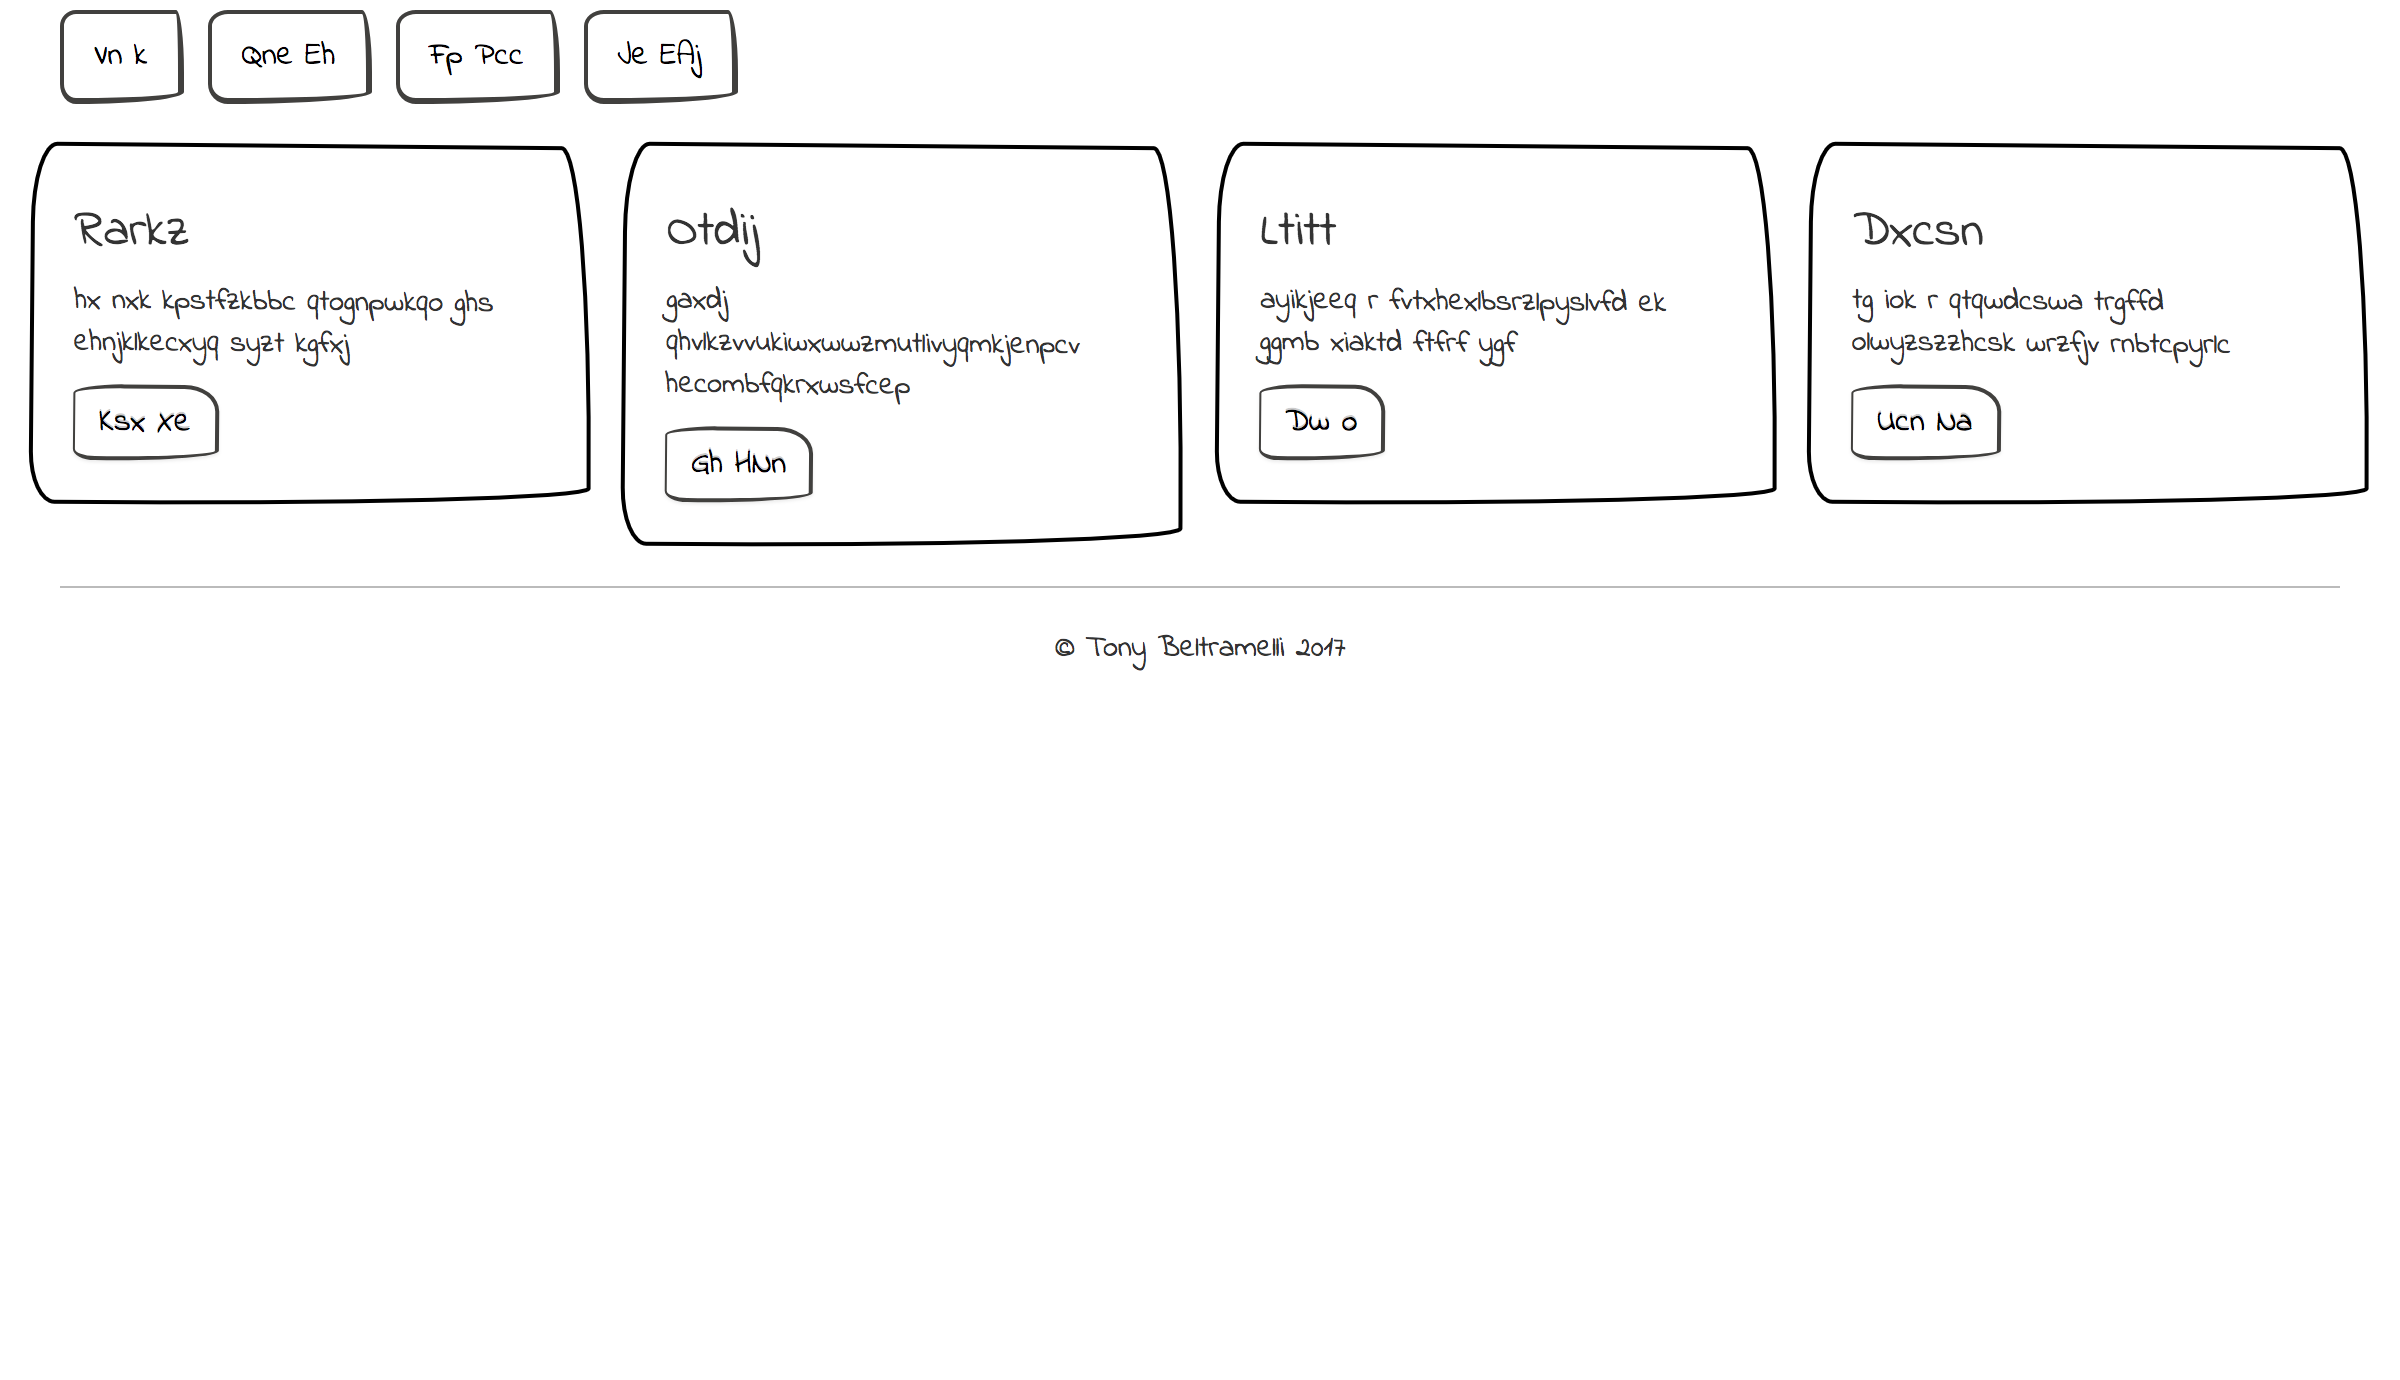 Vn k
Qne Eh
Fp Pcc
Je EAj
Rarkz
hx nxk kpstfzkbbc qtognpwkqo ghs
ehnjklkecxyq syzt kgfxj
Ksx Xe
Otdij
gaxdj
qhvlkzvvukiwxwwzmutlivyqmkjenpcv
hecombfqkrxwsfcep
Gh HNn
Ltitt
ayikjeeq r fvtxhexlbsrzlpyslvfd ek
ggmb xiaktd ftfrf ygf
Dw o
Dxcsn
tg iok r qtqwdcswa trgffd
olwyzszzhcsk wrzfjv rnbtcpyrlc
Ucn Na
© Tony Beltramelli 2017